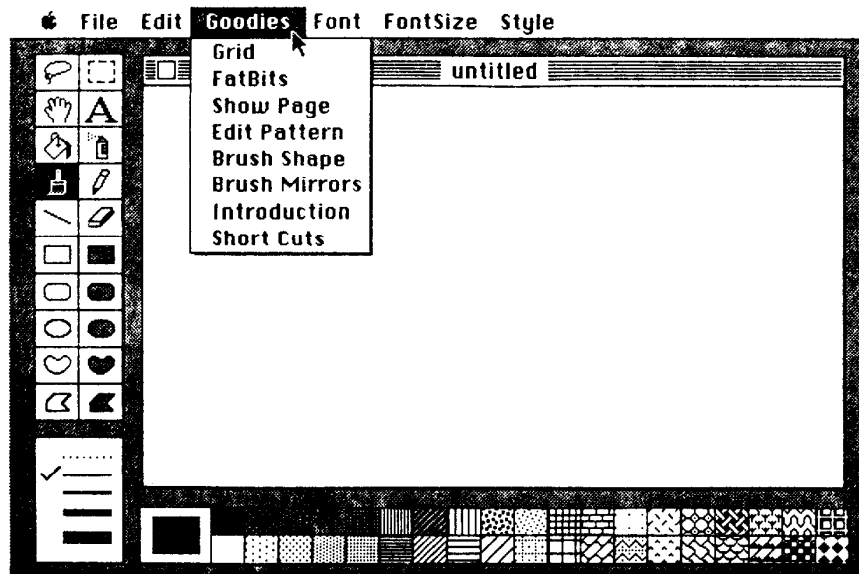 File Edit Goodies Font FontSize Style
Grid
FatBits
Show Page
Edit Pattern
Brush Shape
Brush Mirrors
Introduction
Short Cuts
untitled
A